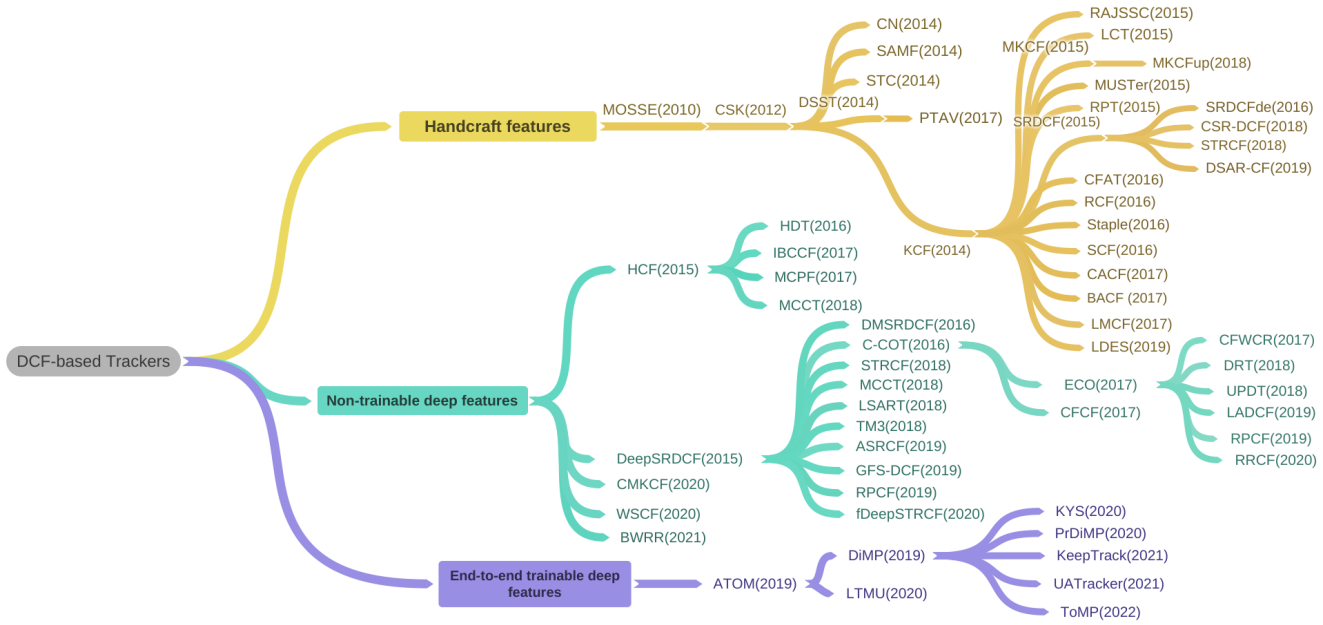 DCF-based Trackers
Handcraft features
MOSSE(2010)
CSK(2012)
CN(2014)
SAMF(2014)
STC(2014)
DSST(2014)
PTAV(2017)
KCF(2014)
RAJSSC(2015)
LCT(2015)
MKCF(2015)
MKCFup(2018)
MUSTer(2015)
RPT(2015)
SRDCF(2015)
SRDCFde(2016)
CSR-DCF(2018)
STRCF(2018)
DSAR-CF(2019)
CFAT(2016)
RCF(2016)
Staple(2016)
SCF(2016)
CACF(2017)
BACF (2017)
LMCF(2017)
LDES(2019)
Non-trainable deep features
HCF(2015)
HDT(2016)
IBCCF(2017)
MCPF(2017)
MCCT(2018)
DeepSRDCF(2015)
DMSRDCF(2016)
C-COT(2016)
ECO(2017)
CFWCR(2017)
DRT(2018)
UPDT(2018)
LADCF(2019)
RPCF(2019)
RRCF(2020)
CFCF(2017)
STRCF(2018)
MCCT(2018)
LSART(2018)
TM3(2018)
ASRCF(2019)
GFS-DCF(2019)
RPCF(2019)
fDeepSTRCF(2020)
CMKCF(2020)
WSCF(2020)
BWRR(2021)
End-to-end trainable deep
features
ATOM(2019)
DiMP(2019)
KYS(2020)
PrDiMP(2020)
KeepTrack(2021)
UATracker(2021)
ToMP(2022)
LTMU(2020)